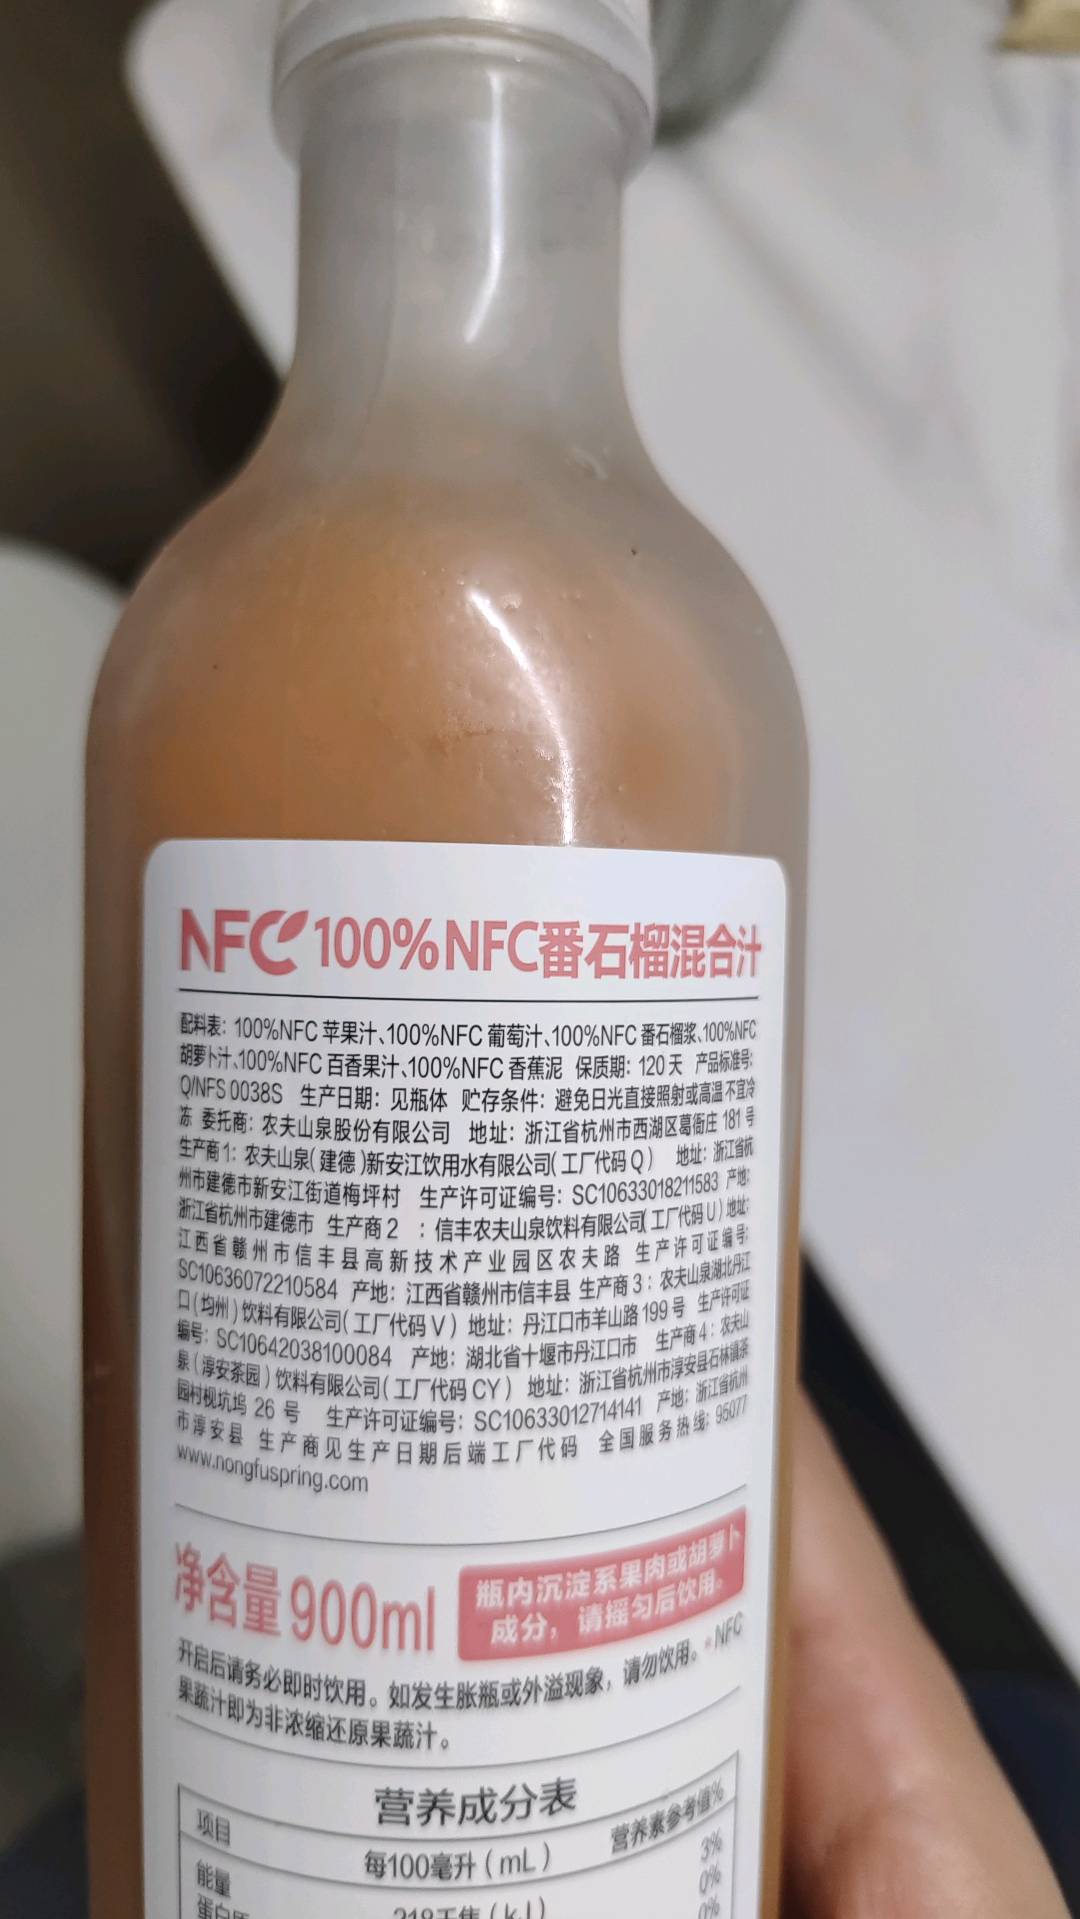 NFC 100%NFC番石榴混合汁
配料表：100%NFC 苹果汁、100%NFC 葡萄汁、100%NFC 番石榴浆、100%NFC
胡萝卜汁、100%NFC 百香果汁、100%NFC 香蕉泥 保质期：120 天 产品标准号：
Q/NFS 0038S 生产日期：见瓶体 贮存条件：避免日光直接照射或高温 不宜冷
冻 委托商：农夫山泉股份有限公司 地址：浙江省杭州市西湖区葛衙庄 181 号
生产商 1：农夫山泉（建德）新安江饮用水有限公司（工厂代码 Q） 地址：浙江省杭
州市建德市新安江街道梅坪村 生产许可证编号：SC10633018211583 产地：
浙江省杭州市建德市 生产商 2 ：信丰农夫山泉饮料有限公司（工厂代码 U）地址：
江西省赣州市信丰县高新技术产业园区农夫路 生产许可证编号：
SC10636072210584 产地：江西省赣州市信丰县 生产商 3：农夫山泉湖北丹江
口（均州）饮料有限公司（工厂代码 V）地址：丹江口市羊山路 199 号 生产许可证
编号：SC10642038100084 产地：湖北省十堰市丹江口市 生产商 4：农夫山
泉（淳安茶园）饮料有限公司（工厂代码 CY） 地址：浙江省杭州市淳安县石林镇茶
园村枧坑坞 26 号 生产许可证编号：SC10633012714141 产地：浙江省杭州
市淳安县 生产商见生产日期后端工厂代码 全国服务热线：95077
www.nongfuspring.com
净含量 900ml
瓶内沉淀系果肉或胡萝卜
成分，请摇匀后饮用。
开启后请务必即时饮用。如发生胀瓶或外溢现象，请勿饮用。*NFC
果蔬汁即为非浓缩还原果蔬汁。
营养成分表
项目 每100毫升（mL） 营养素参考值%
能量 218千焦（kJ） 3%
蛋白质 0%
0%